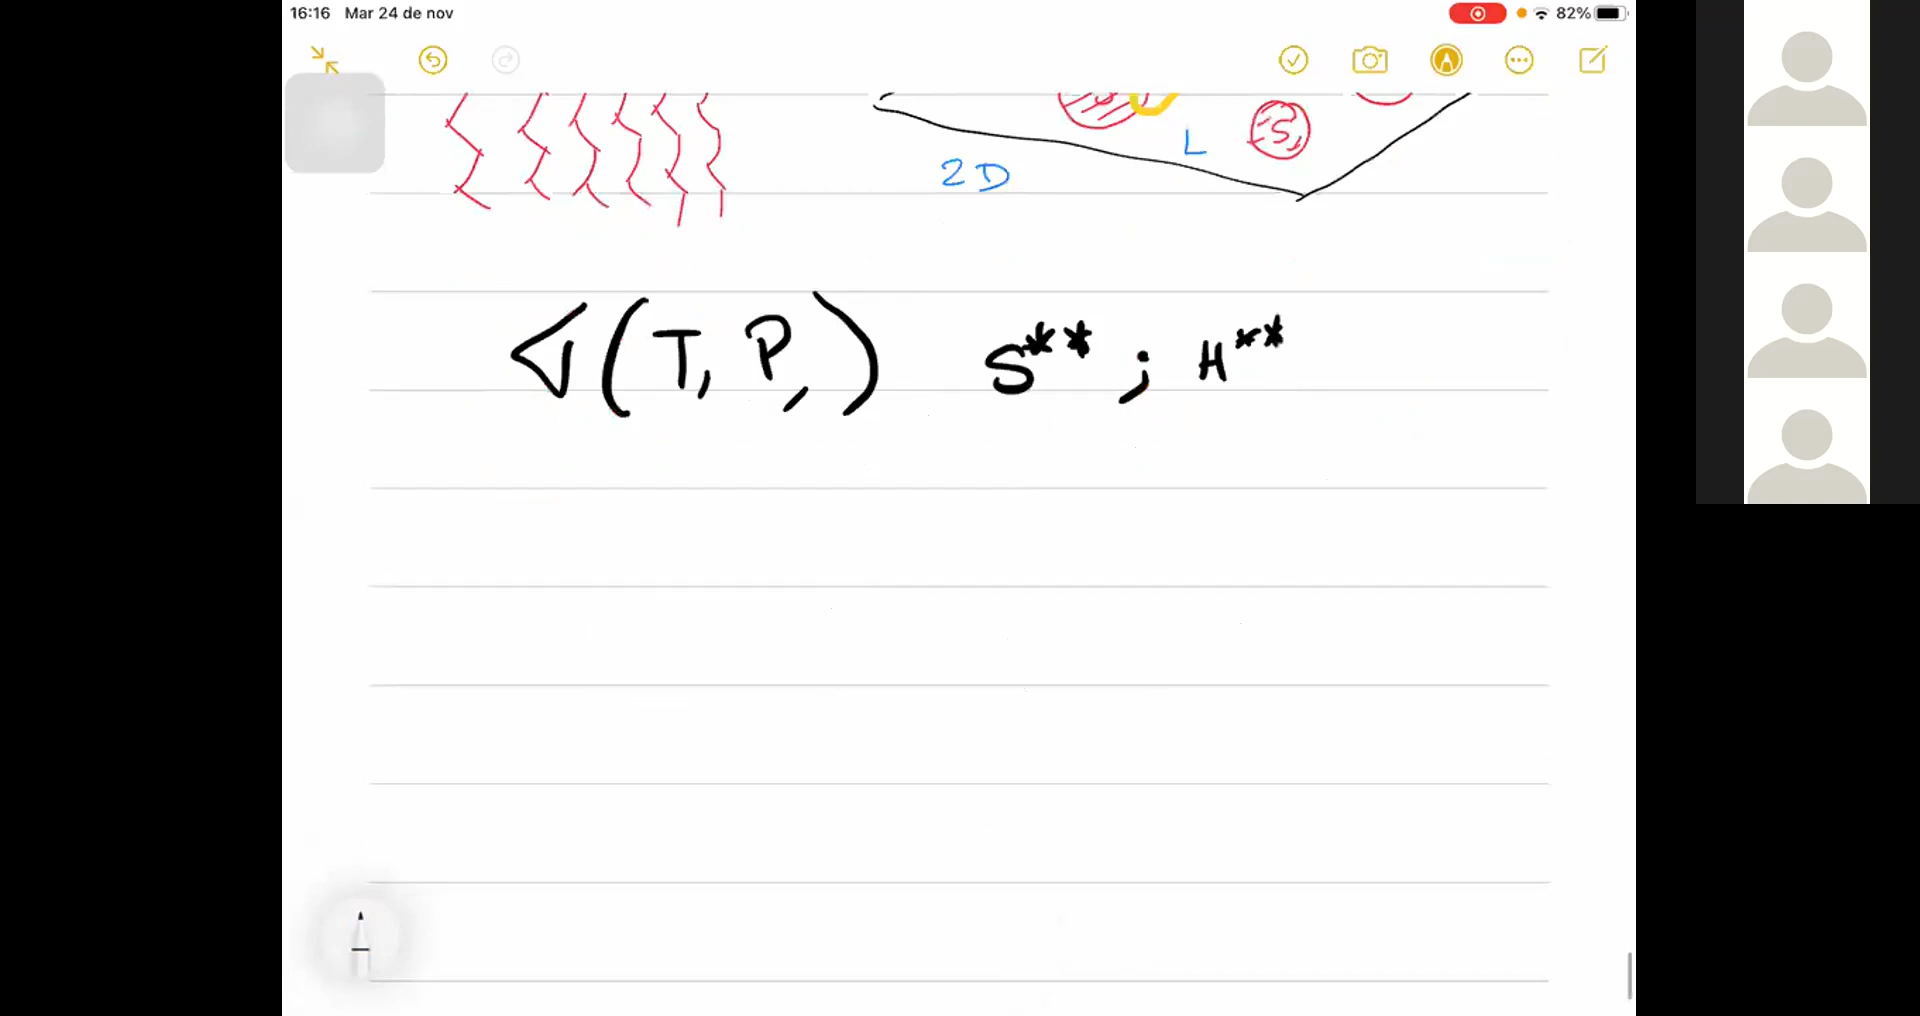 16:16 Mar 24 de nov 82%
L S
2D
(T, P, ) S** ; H**